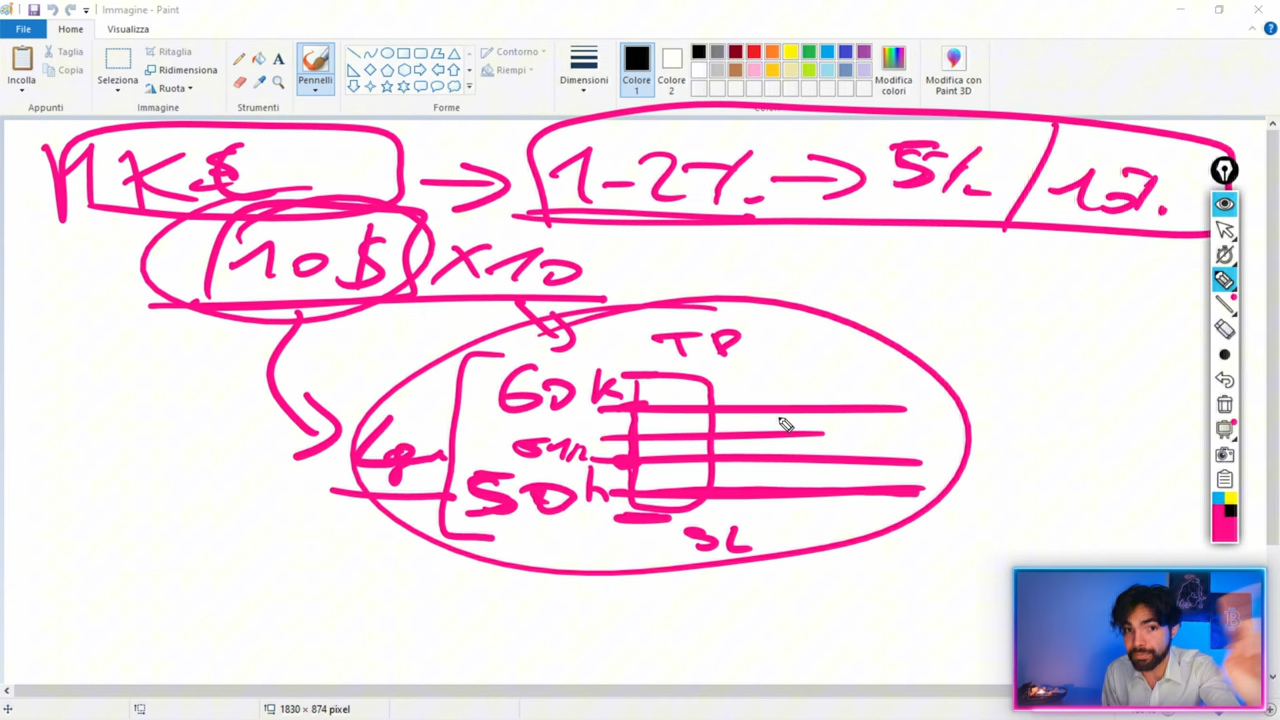 Immagine - Paint
File Home Visualizza
Incolla
Taglia
Copia
Appunti
Seleziona
Ritaglia
Ridimensiona
Ruota
Immagine
Strumenti
Pennelli
Forme
Contorno
Riempi
Dimensioni
Colore 1
Colore 2
Modifica colori
Modifica con Paint 3D
1K$ → 1-2% → 5% / 10%
10$ ×10
TP
60k
51k
50k
SL
1830 × 874 pixel